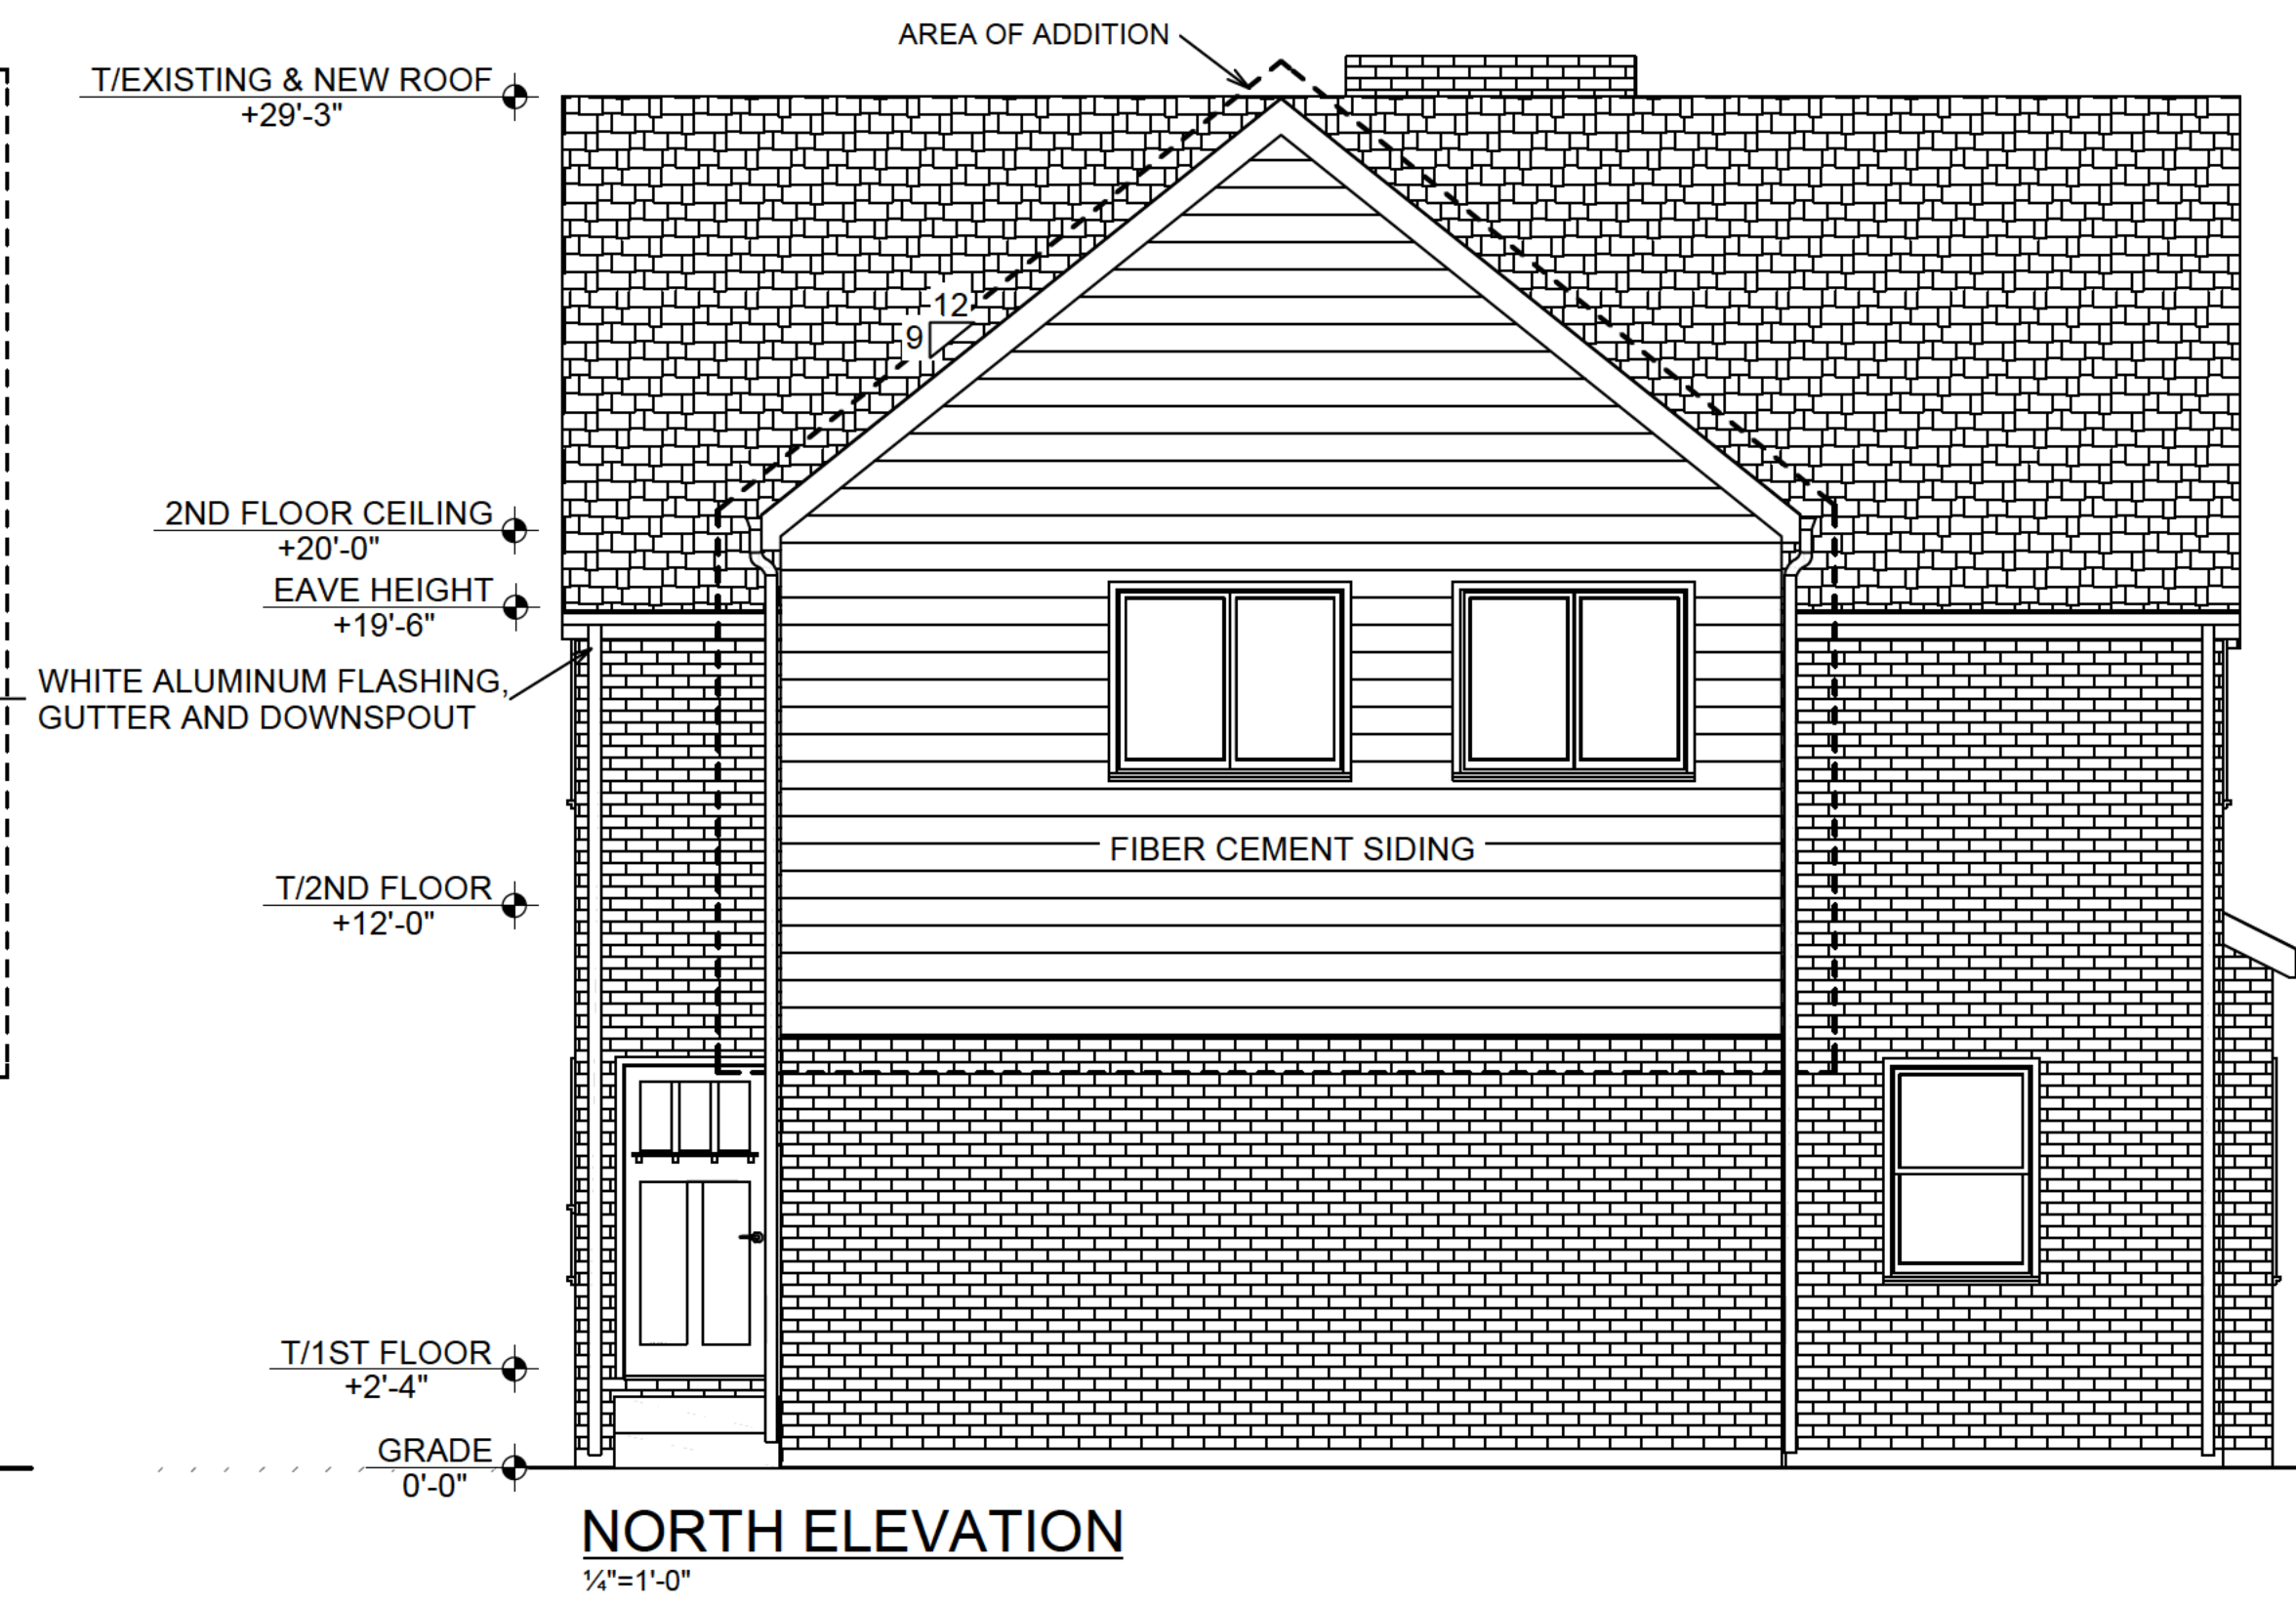 AREA OF ADDITION
T/EXISTING & NEW ROOF
+29'-3"
12
9
2ND FLOOR CEILING
+20'-0"
EAVE HEIGHT
+19'-6"
WHITE ALUMINUM FLASHING,
GUTTER AND DOWNSPOUT
FIBER CEMENT SIDING
T/2ND FLOOR
+12'-0"
T/1ST FLOOR
+2'-4"
GRADE
0'-0"
NORTH ELEVATION
¼"=1'-0"